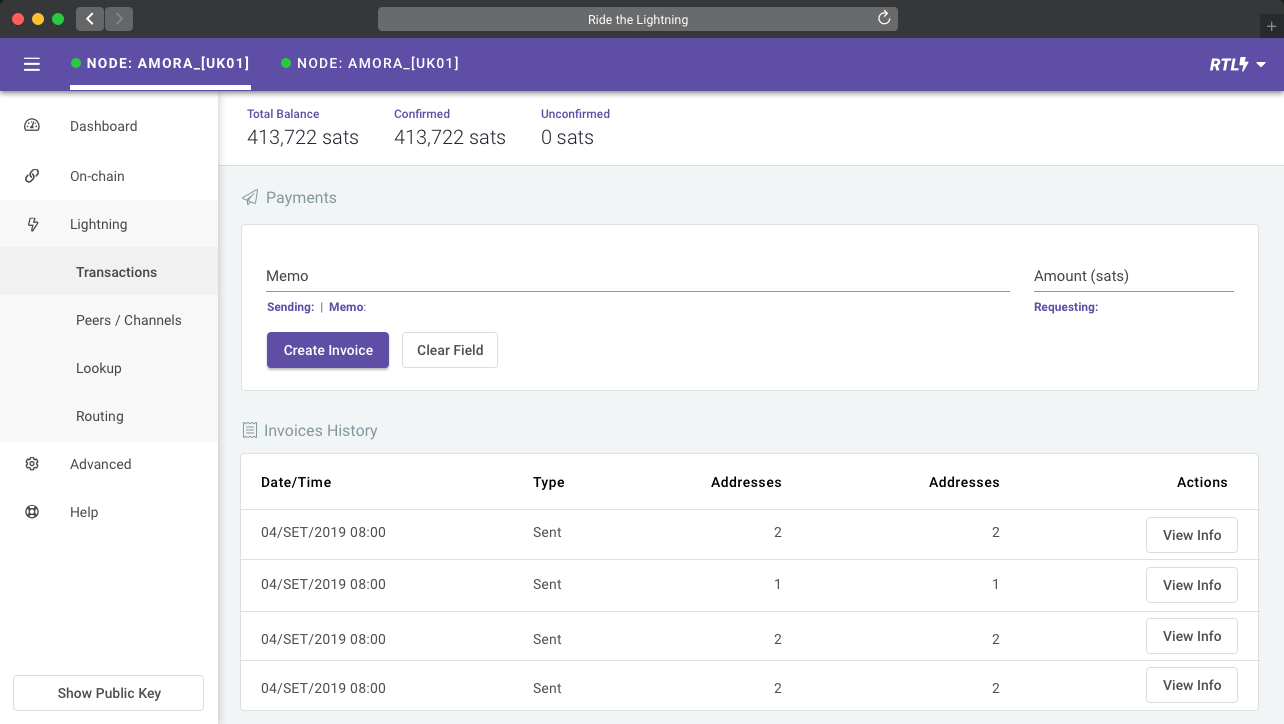 Ride the Lightning
NODE: AMORA_[UK01]
NODE: AMORA_[UK01]
RTL
Dashboard
On-chain
Lightning
Transactions
Peers / Channels
Lookup
Routing
Advanced
Help
Show Public Key
Total Balance
413,722 sats
Confirmed
413,722 sats
Unconfirmed
0 sats
Payments
Memo
Amount (sats)
Sending: | Memo:
Requesting:
Create Invoice
Clear Field
Invoices History
Date/Time Type Addresses Addresses Actions
04/SET/2019 08:00 Sent 2 2 View Info
04/SET/2019 08:00 Sent 1 1 View Info
04/SET/2019 08:00 Sent 2 2 View Info
04/SET/2019 08:00 Sent 2 2 View Info